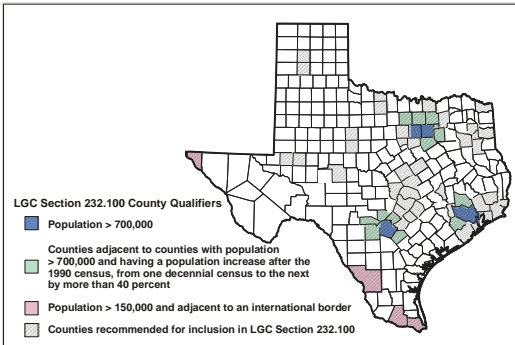 LGC Section 232.100 County Qualifiers
Population > 700,000
Counties adjacent to counties with population
> 700,000 and having a population increase after the
1990 census, from one decennial census to the next
by more than 40 percent
Population > 150,000 and adjacent to an international border
Counties recommended for inclusion in LGC Section 232.100